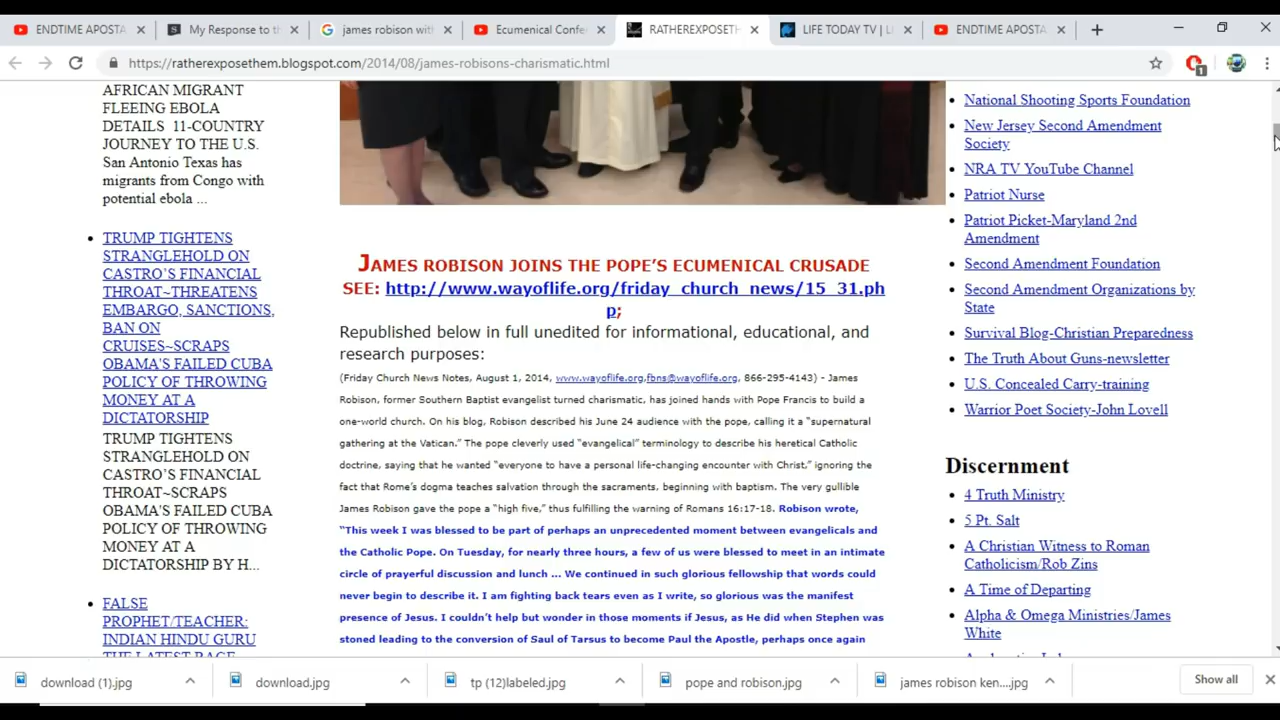 ENDTIME APOSTA
My Response to th
james robison with
Ecumenical Confe
RATHEREXPOSETH
LIFE TODAY TV | L
ENDTIME APOSTA
https://ratherexposethem.blogspot.com/2014/08/james-robisons-charismatic.html
1
AFRICAN MIGRANT
FLEEING EBOLA
DETAILS 11-COUNTRY
JOURNEY TO THE U.S.
San Antonio Texas has
migrants from Congo with
potential ebola ...
TRUMP TIGHTENS
STRANGLEHOLD ON
CASTRO'S FINANCIAL
THROAT~THREATENS
EMBARGO, SANCTIONS,
BAN ON
CRUISES~SCRAPS
OBAMA'S FAILED CUBA
POLICY OF THROWING
MONEY AT A
DICTATORSHIP
TRUMP TIGHTENS
STRANGLEHOLD ON
CASTRO'S FINANCIAL
THROAT~SCRAPS
OBAMA'S FAILED CUBA
POLICY OF THROWING
MONEY AT A
DICTATORSHIP BY H...
FALSE
PROPHET/TEACHER:
INDIAN HINDU GURU
THE LATEST RAGE
JAMES ROBISON JOINS THE POPE'S ECUMENICAL CRUSADE
SEE: http://www.wayoflife.org/friday_church_news/15_31.ph
p;
Republished below in full unedited for informational, educational, and
research purposes:
(Friday Church News Notes, August 1, 2014, www.wayoflife.org,fbns@wayoflife.org, 866-295-4143) - James
Robison, former Southern Baptist evangelist turned charismatic, has joined hands with Pope Francis to build a
one-world church. On his blog, Robison described his June 24 audience with the pope, calling it a "supernatural
gathering at the Vatican." The pope cleverly used "evangelical" terminology to describe his heretical Catholic
doctrine, saying that he wanted "everyone to have a personal life-changing encounter with Christ," ignoring the
fact that Rome's dogma teaches salvation through the sacraments, beginning with baptism. The very gullible
James Robison gave the pope a "high five," thus fulfilling the warning of Romans 16:17-18. Robison wrote,
"This week I was blessed to be part of perhaps an unprecedented moment between evangelicals and
the Catholic Pope. On Tuesday, for nearly three hours, a few of us were blessed to meet in an intimate
circle of prayerful discussion and lunch ... We continued in such glorious fellowship that words could
never begin to describe it. I am fighting back tears even as I write, so glorious was the manifest
presence of Jesus. I couldn't help but wonder in those moments if Jesus, as He did when Stephen was
stoned leading to the conversion of Saul of Tarsus to become Paul the Apostle, perhaps once again
National Shooting Sports Foundation
New Jersey Second Amendment
Society
NRA TV YouTube Channel
Patriot Nurse
Patriot Picket-Maryland 2nd
Amendment
Second Amendment Foundation
Second Amendment Organizations by
State
Survival Blog-Christian Preparedness
The Truth About Guns-newsletter
U.S. Concealed Carry-training
Warrior Poet Society-John Lovell
Discernment
4 Truth Ministry
5 Pt. Salt
A Christian Witness to Roman
Catholicism/Rob Zins
A Time of Departing
Alpha & Omega Ministries/James
White
download (1).jpg
download.jpg
tp (12)labeled.jpg
pope and robison.jpg
james robison ken....jpg
Show all